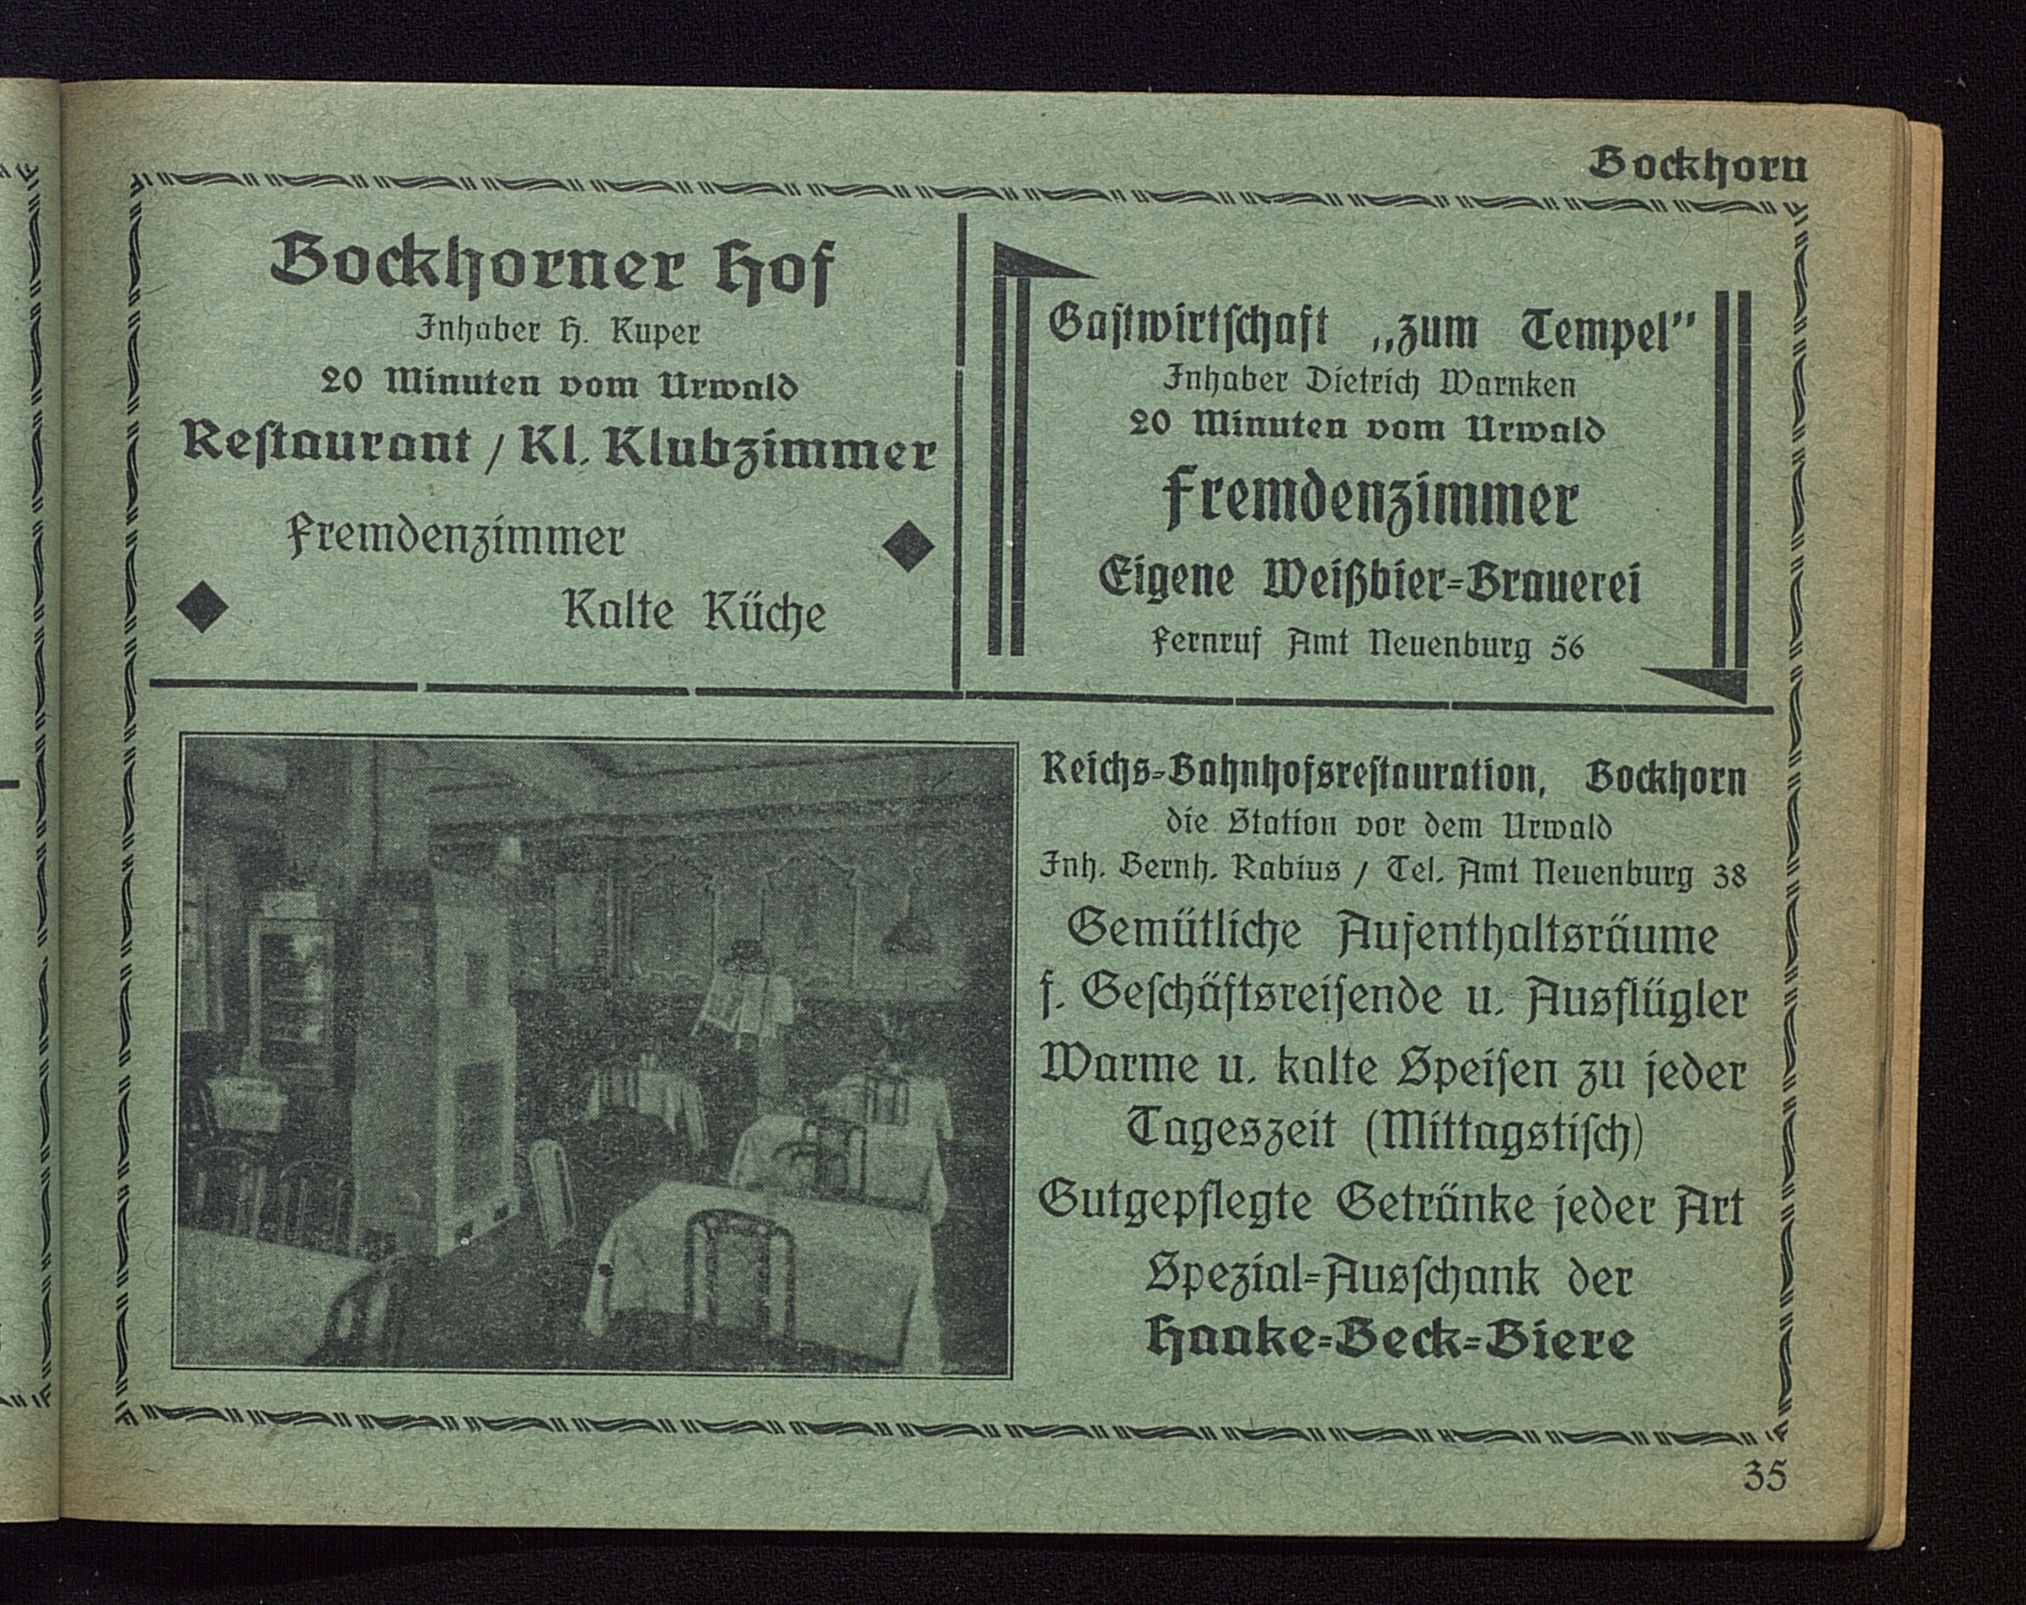 Bockhorn
Bockhorner Hof
Inhaber H. Kuper
20 Minuten vom Urwald
Restaurant / Kl. Klubzimmer
Fremdenzimmer
Kalte Küche
Gastwirtschaft „zum Tempel"
Inhaber Dietrich Warnken
20 Minuten vom Urwald
Fremdenzimmer
Eigene Weißbier-Brauerei
Fernruf Amt Neuenburg 56
Reichs-Bahnhofsrestauration, Bockhorn
die Station vor dem Urwald
Inh. Bernh. Rabius / Tel. Amt Neuenburg 38
Gemütliche Aufenthaltsräume
f. Geschäftsreisende u. Ausflügler
Warme u. kalte Speisen zu jeder
Tageszeit (Mittagstisch)
Gutgepflegte Getränke jeder Art
Spezial-Ausschank der
Haake-Beck-Biere
35